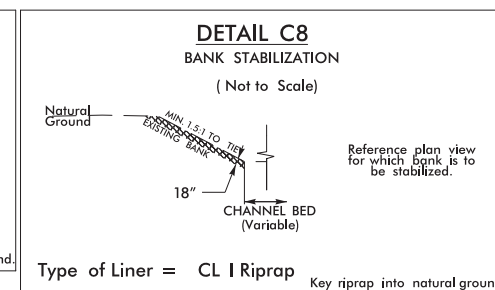 DETAIL C8
BANK STABILIZATION
( Not to Scale)
Natural
Ground
MIN. 1.5:1 TO TIE
EXISTING BANK
Reference plan view
for which bank is to
be stabilized.
18"
CHANNEL BED
(Variable)
nd.
Type of Liner = CL I Riprap
Key riprap into natural groun